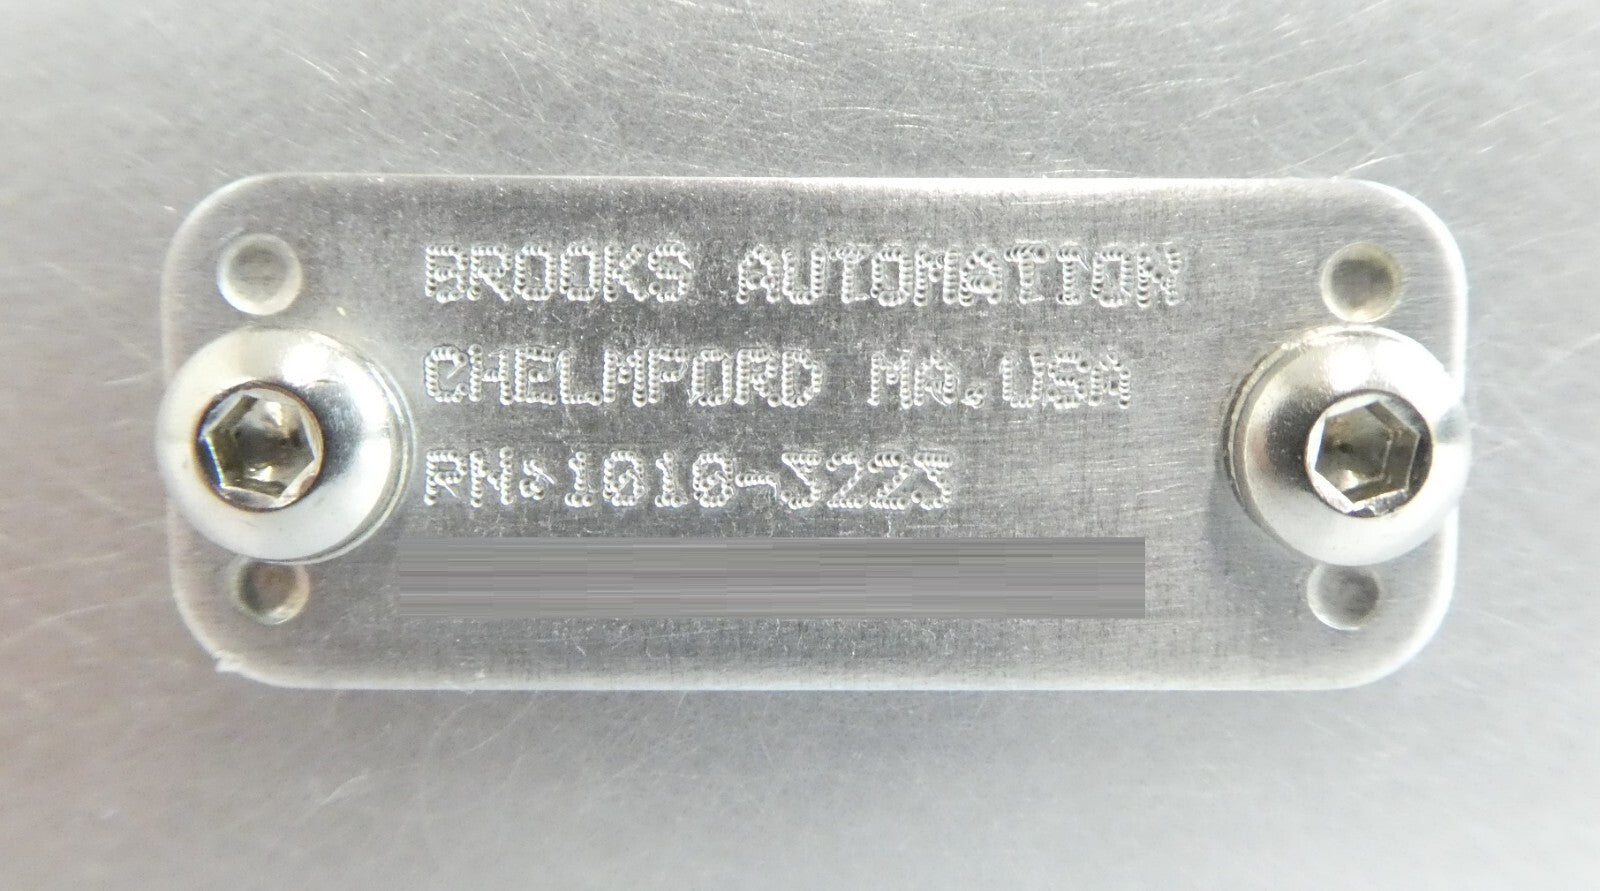 BROOKS AUTOMATION
CHELMFORD MA.USA
PN:1010-3223